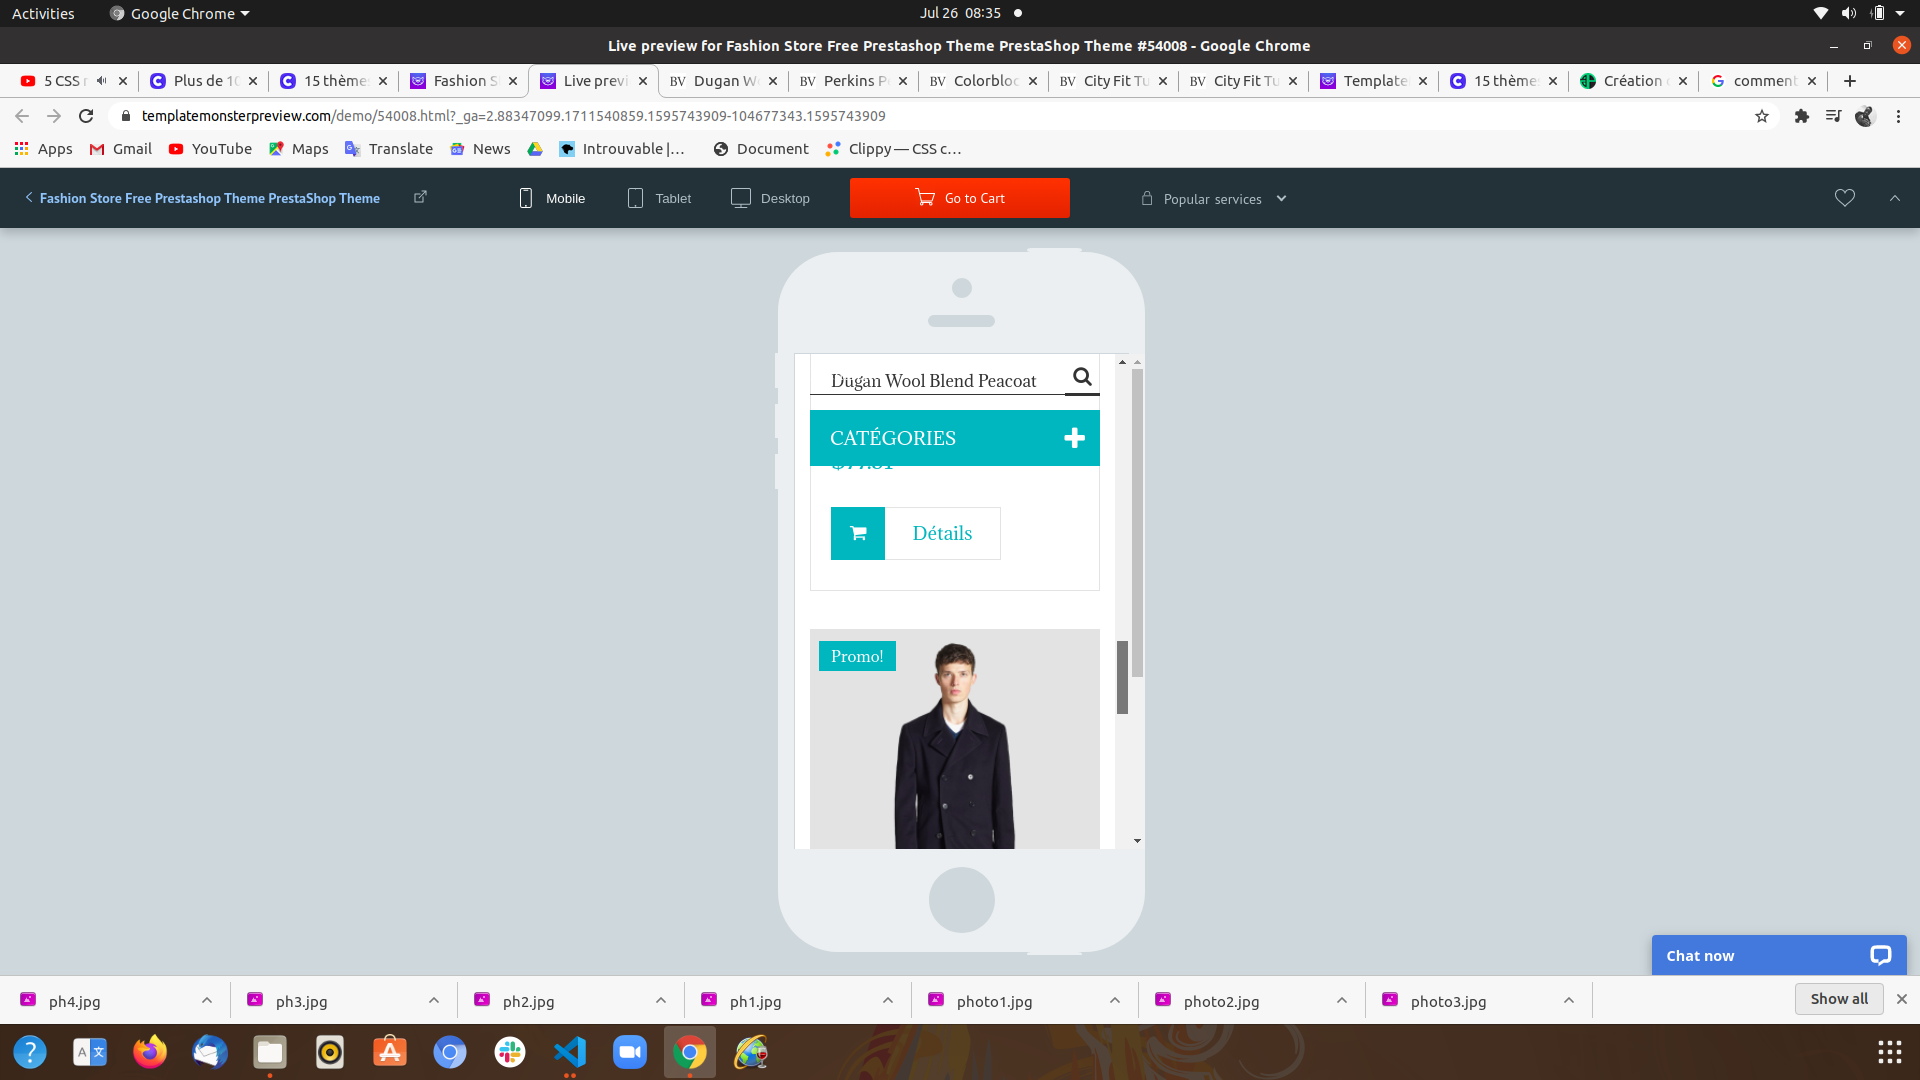 Activities
Google Chrome
Jul 26 08:35
Live preview for Fashion Store Free Prestashop Theme PrestaShop Theme #54008 - Google Chrome
5 CSS
Plus de 10
15 thème
Fashion S
Live previ
BV Dugan W
BV Perkins P
BV Colorbloc
BV City Fit Tu
BV City Fit Tu
Template
15 thème
Création
comment
templatemonsterpreview.com/demo/54008.html?_ga=2.88347099.1711540859.1595743909-104677343.1595743909
Apps
Gmail
YouTube
Maps
Translate
News
Introuvable |...
Document
Clippy — CSS c...
Fashion Store Free Prestashop Theme PrestaShop Theme
Mobile
Tablet
Desktop
Go to Cart
Popular services
Dugan Wool Blend Peacoat
CATÉGORIES
Détails
Promo!
Chat now
ph4.jpg
ph3.jpg
ph2.jpg
ph1.jpg
photo1.jpg
photo2.jpg
photo3.jpg
Show all